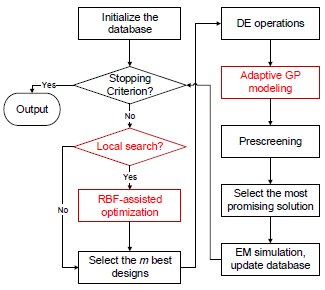 Initialize the
database
Stopping
Criterion?
Yes
Output
No
Local search?
Yes
No
RBF-assisted
optimization
Select the m best
designs
DE operations
Adaptive GP
modeling
Prescreening
Select the most
promising solution
EM simulation,
update database